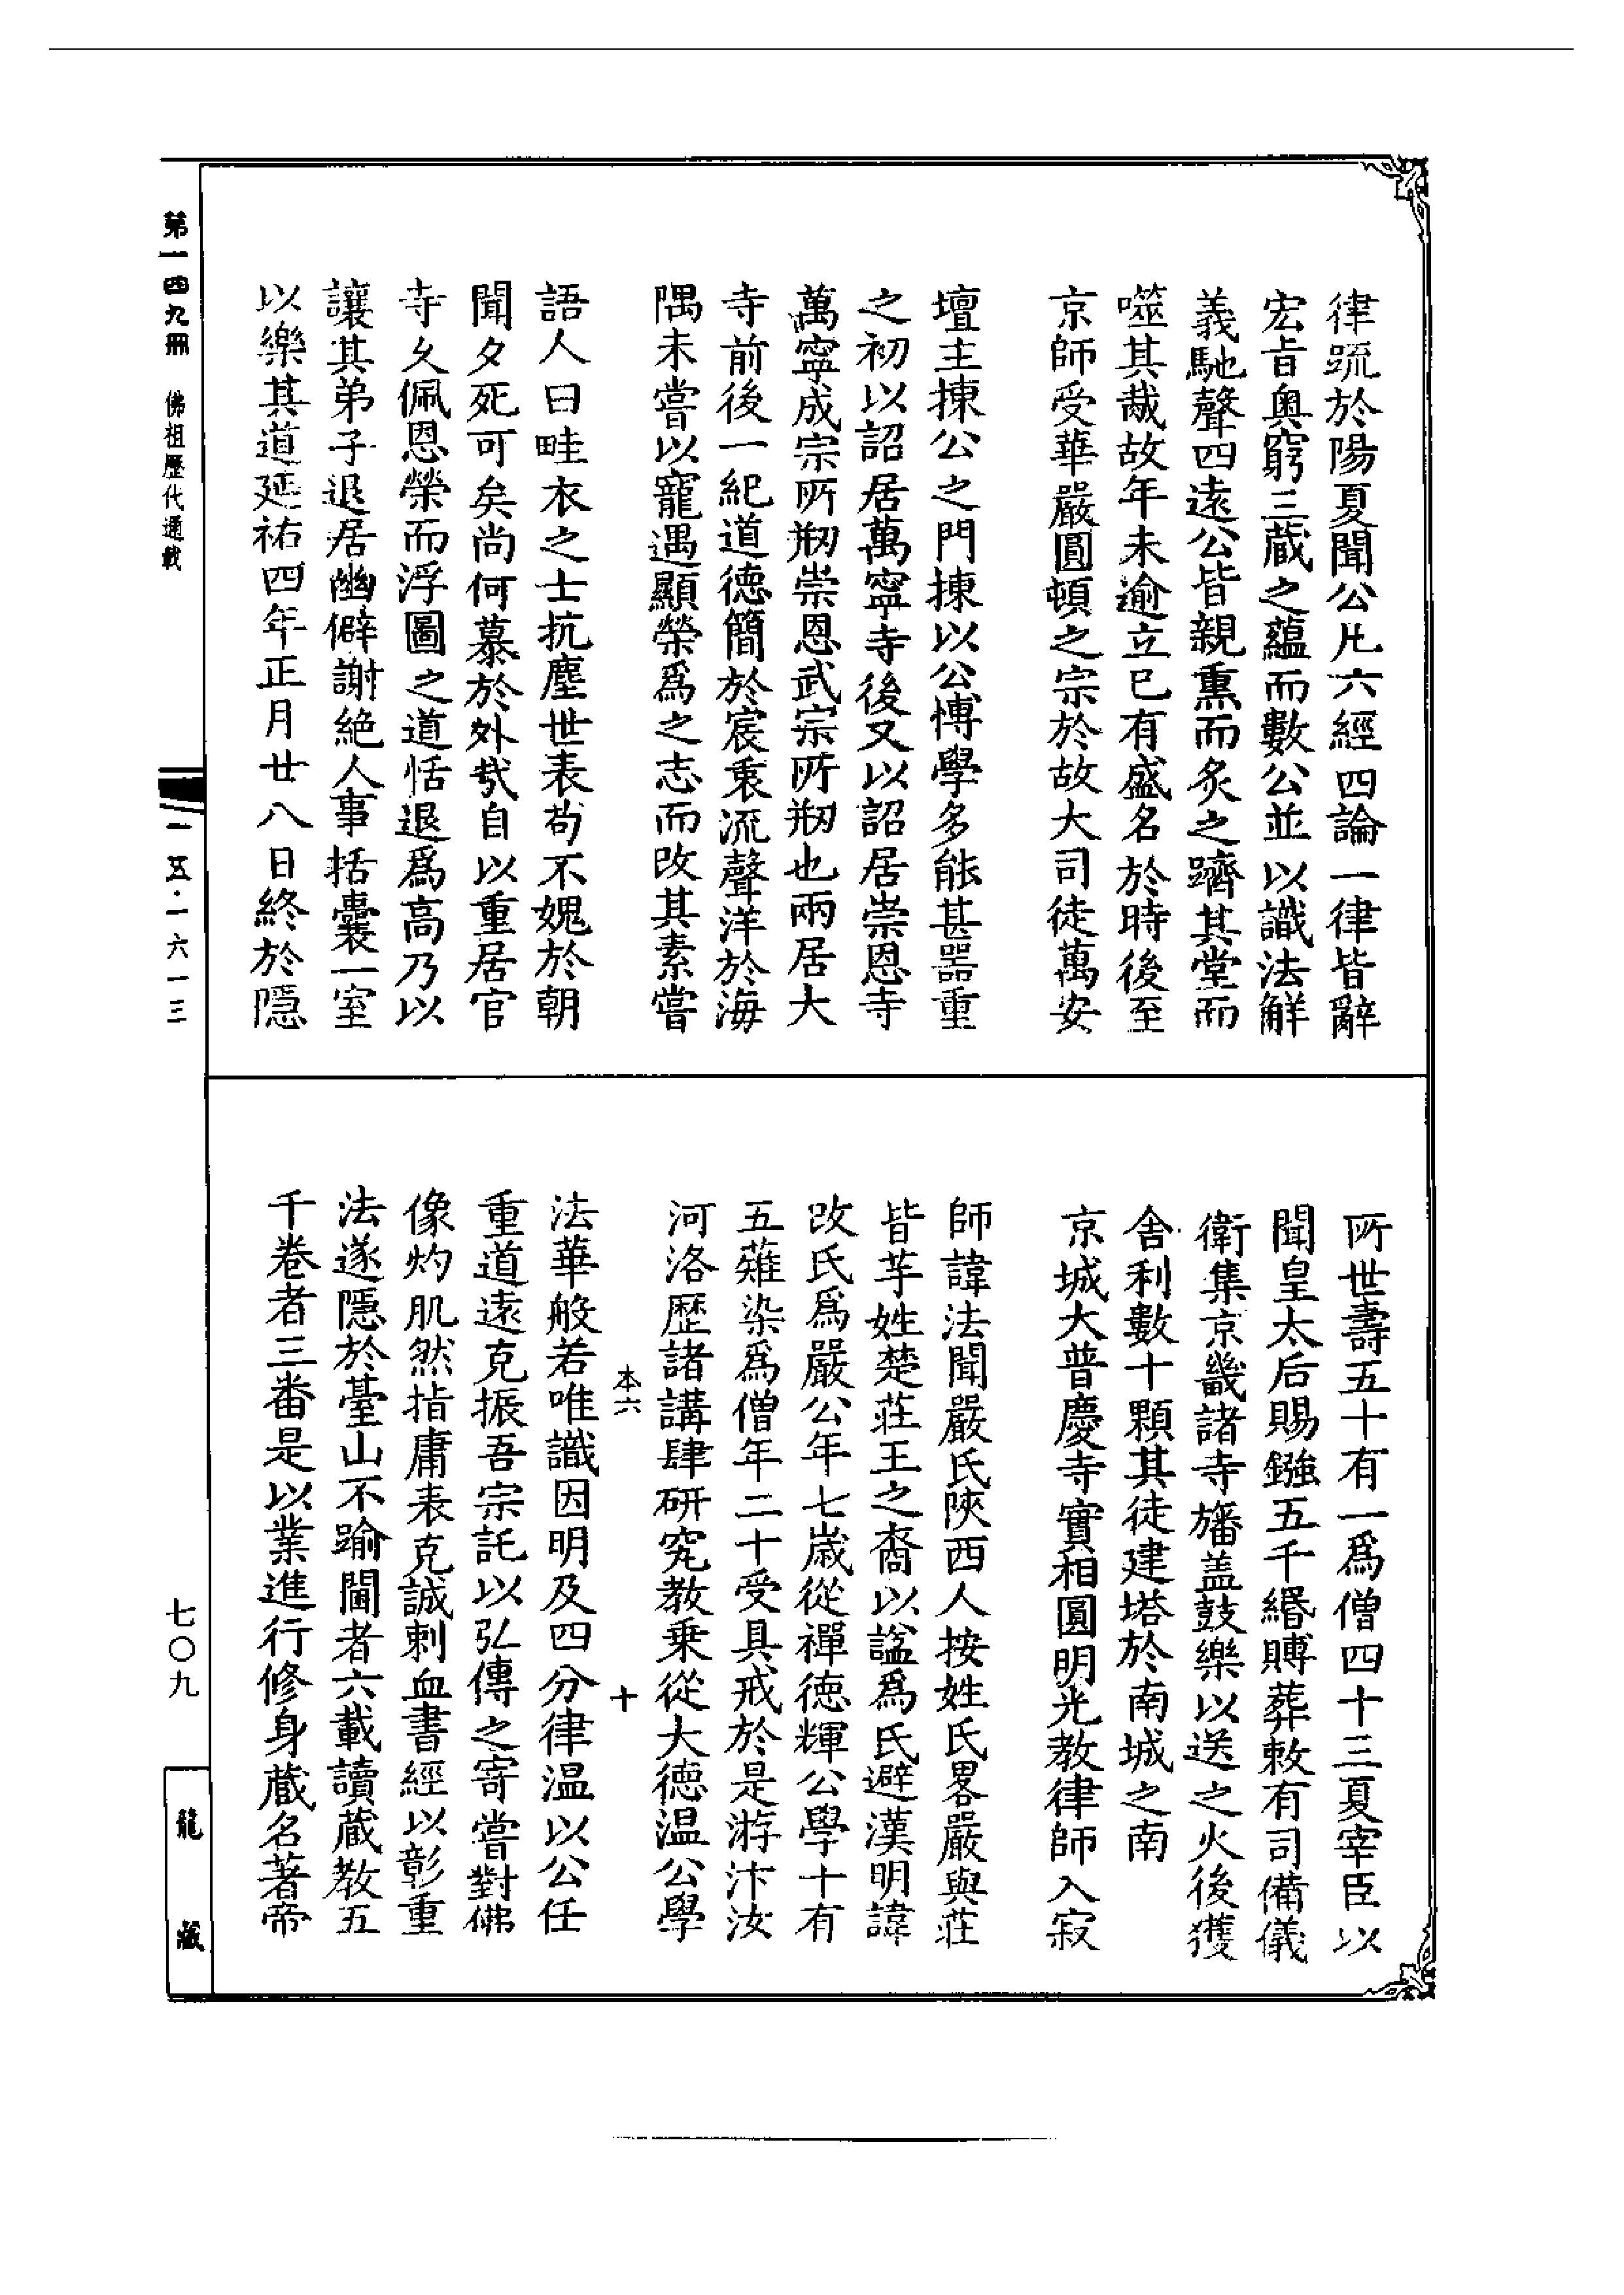 律䟽於陽夏聞公凡六經四論一律皆辭
宏旨奥窮三蔵之蘊而數公並以識法解
義馳聲四遠公皆親熏而炙之躋其堂而
噬其胾故年未逾立已有盛名於時後至
京師受華嚴圓頓之宗於故大司徒萬安
壇主揀公之門揀以公博學多能甚噐重
之初以詔居萬寧寺後又以詔居崇恩寺
萬寧成宗所剏崇恩武宗所剏也兩居大
寺前後一紀道徳簡於宸衷流聲洋於海
隅未嘗以寵遇顯榮爲之志而改其素嘗
語人曰畦衣之士抗塵世表苟不媿於朝
聞夕死可矣尚何慕於外㢤自以重居官
寺久佩恩榮而浮圖之道恬退爲高乃以
讓其弟子退居幽僻謝絶人事括囊一室
以樂其道延祐四年正月廿八日終於隠
所世壽五十有一爲僧四十三夏宰臣以
聞皇太后賜鏹五千緡賻葬敕有司備儀
衛集京畿諸寺旛盖鼓樂以送之火後獲
舎利數十顆其徒建塔於南城之南
京城大普慶寺實相圓明光教律師入寂
師諱法聞嚴氏陜西人按姓氏畧嚴與莊
皆芉姓楚莊王之裔以諡爲氏避漢明諱
改氏爲嚴公年七歲從禪徳輝公學十有
五薙染爲僧年二十受具戒於是游汴汝
河洛歷諸講肆研究教乗從大徳温公學
本六 十
法華般若唯識因明及四分律温以公任
重道遠克振吾宗託以弘傳之寄嘗對佛
像灼肌然指庸表克誠刺血書經以彰重
法遂隠於臺山不踰閫者六載讀蔵教五
千卷者三番是以業進行修身蔵名著帝
第一四九冊 佛祖歷代通載
一五·一六一三
七〇九
龍藏